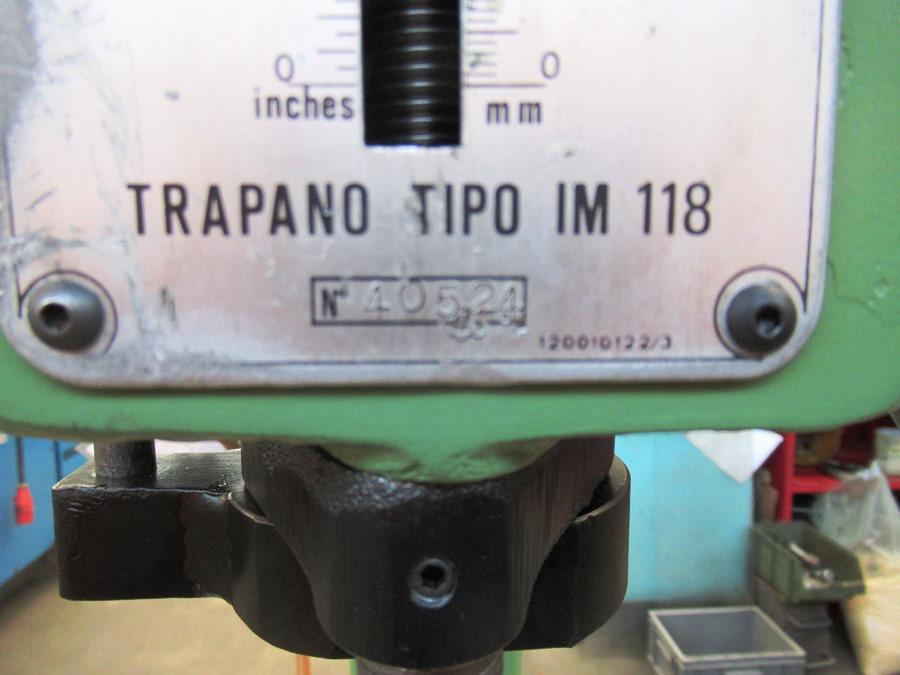 0 0
inches mm
TRAPANO TIPO IM 118
N° 40524
120010122/3